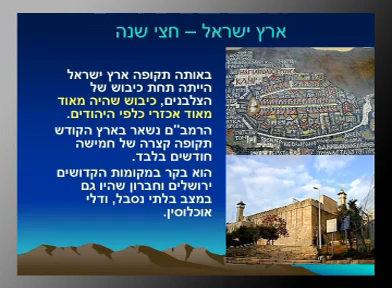 ארץ ישראל – חצי שנה
באותה תקופה ארץ ישראל
הייתה תחת כיבוש של
הצלבנים, כיבוש שהיה מאוד
מאוד אכזרי כלפי היהודים.
הרמב"ם נשאר בארץ הקודש
תקופה קצרה של חמישה
חודשים בלבד.
הוא בקר במקומות הקדושים
ירושלים וחברון שהיו גם
במצב בלתי נסבל, ודלי
אוכלוסין.